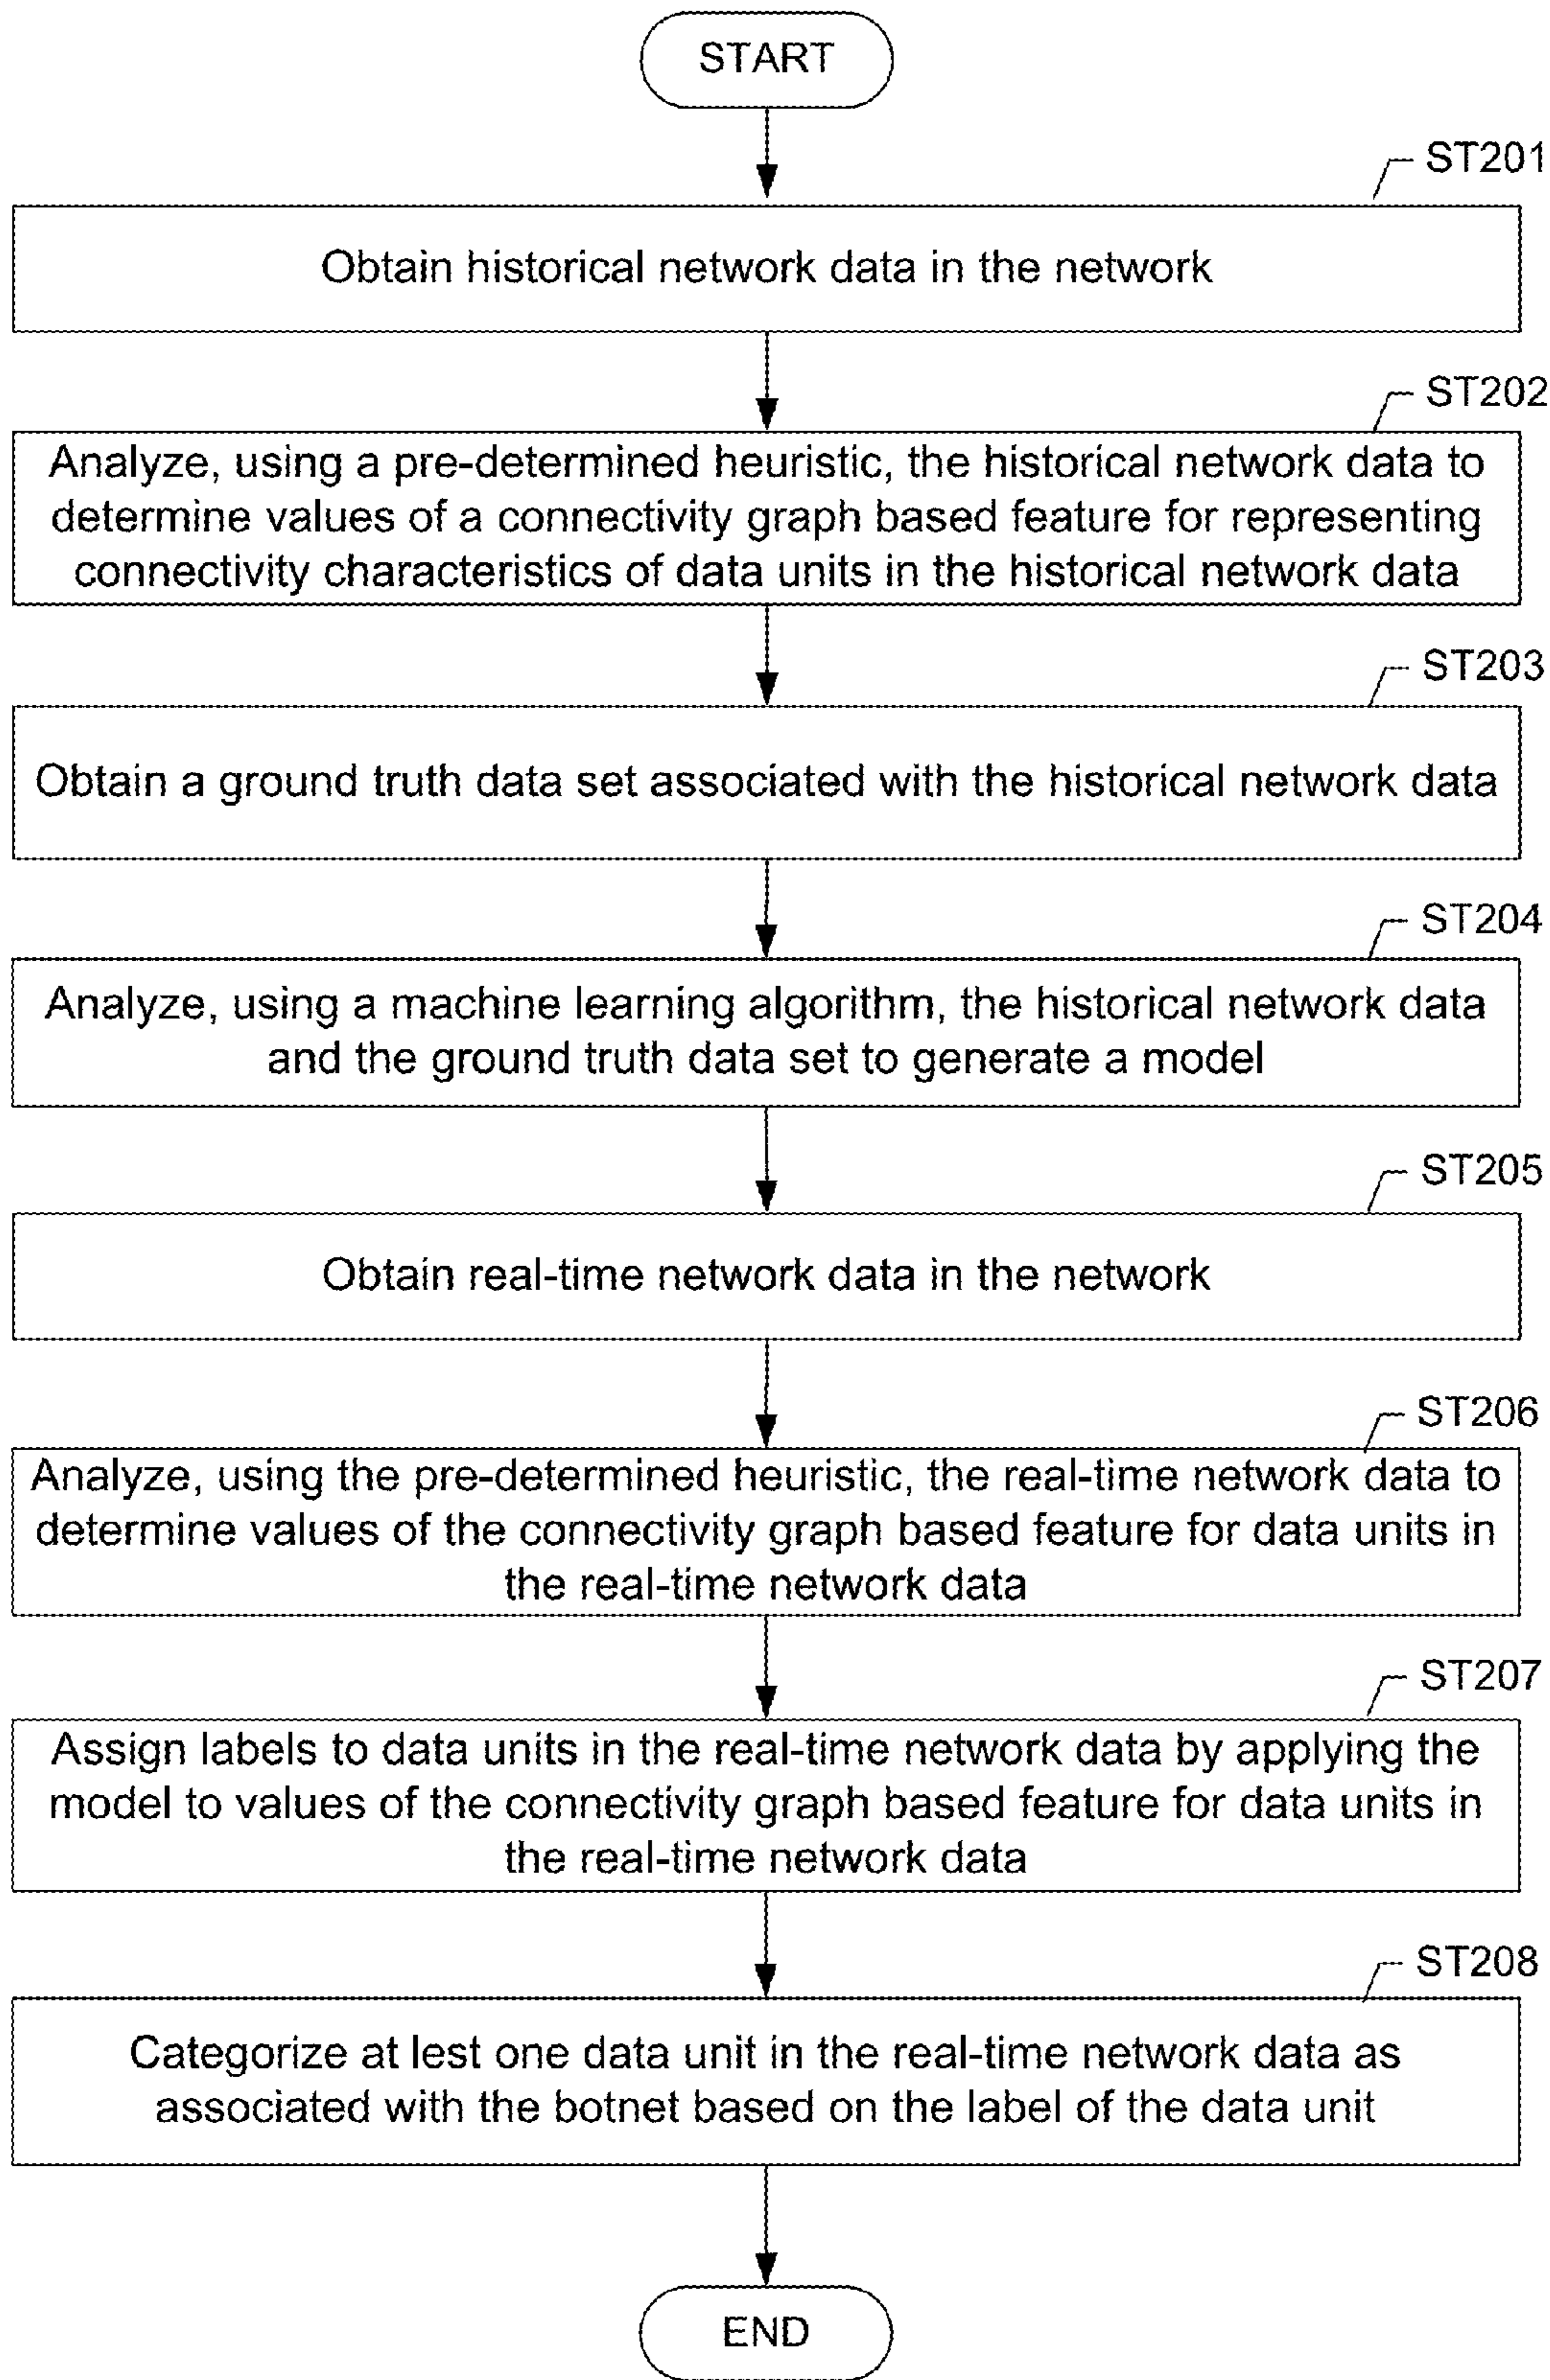 START
ST201
Obtain historical network data in the network
ST202
Analyze, using a pre-determined heuristic, the historical network data to
determine values of a connectivity graph based feature for representing
connectivity characteristics of data units in the historical network data
ST203
Obtain a ground truth data set associated with the historical network data
ST204
Analyze, using a machine learning algorithm, the historical network data
and the ground truth data set to generate a model
ST205
Obtain real-time network data in the network
ST206
Analyze, using the pre-determined heuristic, the real-time network data to
determine values of the connectivity graph based feature for data units in
the real-time network data
ST207
Assign labels to data units in the real-time network data by applying the
model to values of the connectivity graph based feature for data units in
the real-time network data
ST208
Categorize at lest one data unit in the real-time network data as
associated with the botnet based on the label of the data unit
END